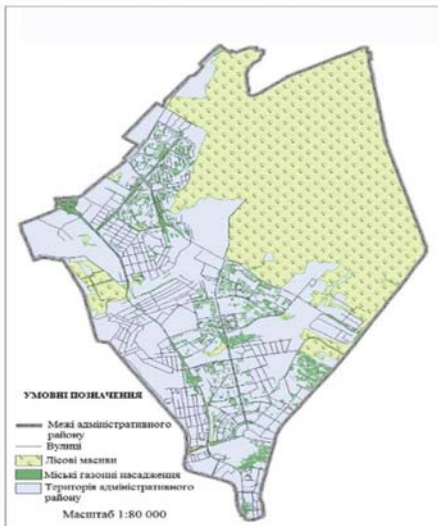 УМОВНІ ПОЗНАЧЕННЯ
Межі адміністративного
району
Вулиці
Лісові масиви
Міські газонні насадження
Територія адміністративного
району
Масштаб 1:80 000